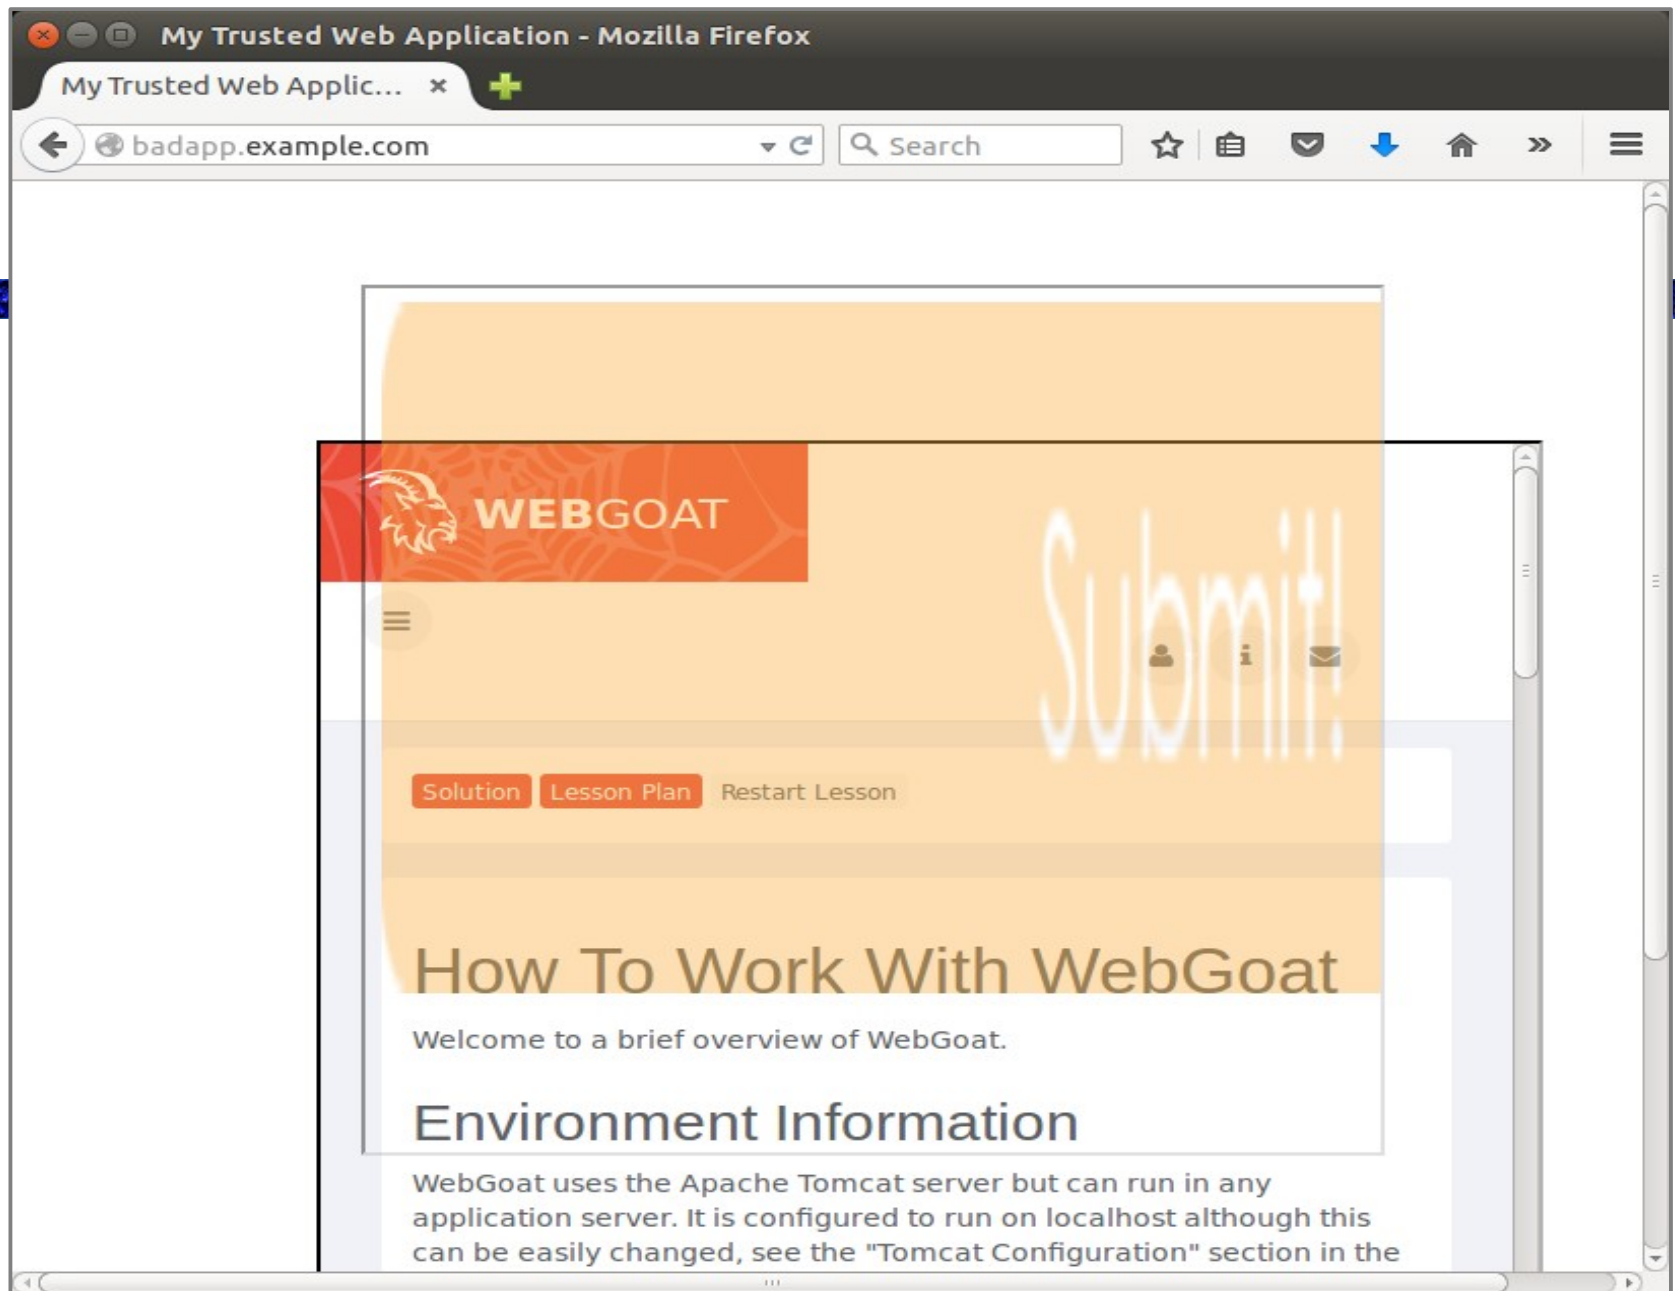 My Trusted Web Application - Mozilla Firefox
My Trusted Web Applic...
badapp.example.com
Search
WEBGOAT
Submit!
Solution Lesson Plan Restart Lesson
How To Work With WebGoat
Welcome to a brief overview of WebGoat.
Environment Information
WebGoat uses the Apache Tomcat server but can run in any
application server. It is configured to run on localhost although this
can be easily changed, see the "Tomcat Configuration" section in the